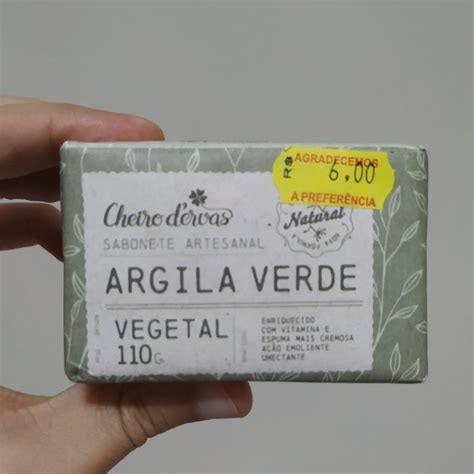 AGRADECEMOS
R$ 6,00
A PREFERÊNCIA
Cheiro d'ervas
Natural
SABONETE ARTESANAL
ARGILA VERDE
VEGETAL
110G
ENRIQUECIDO
COM VITAMINA E
ESPUMA MAIS CREMOSA
AÇÃO EMOLIENTE
UMECTANTE